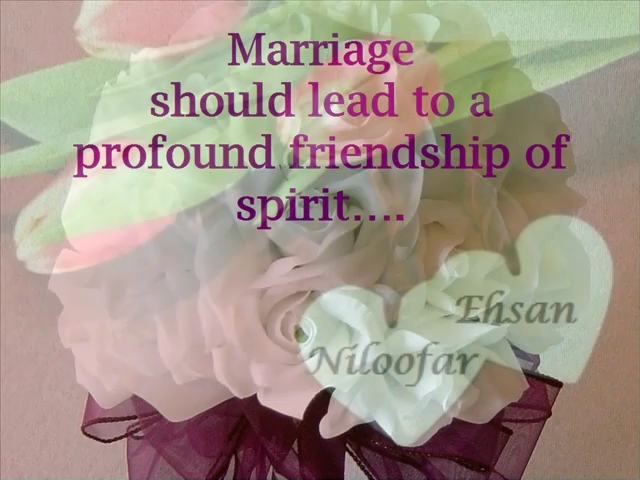 Marriage
should lead to a
profound friendship of
spirit….
Ehsan
Niloofar